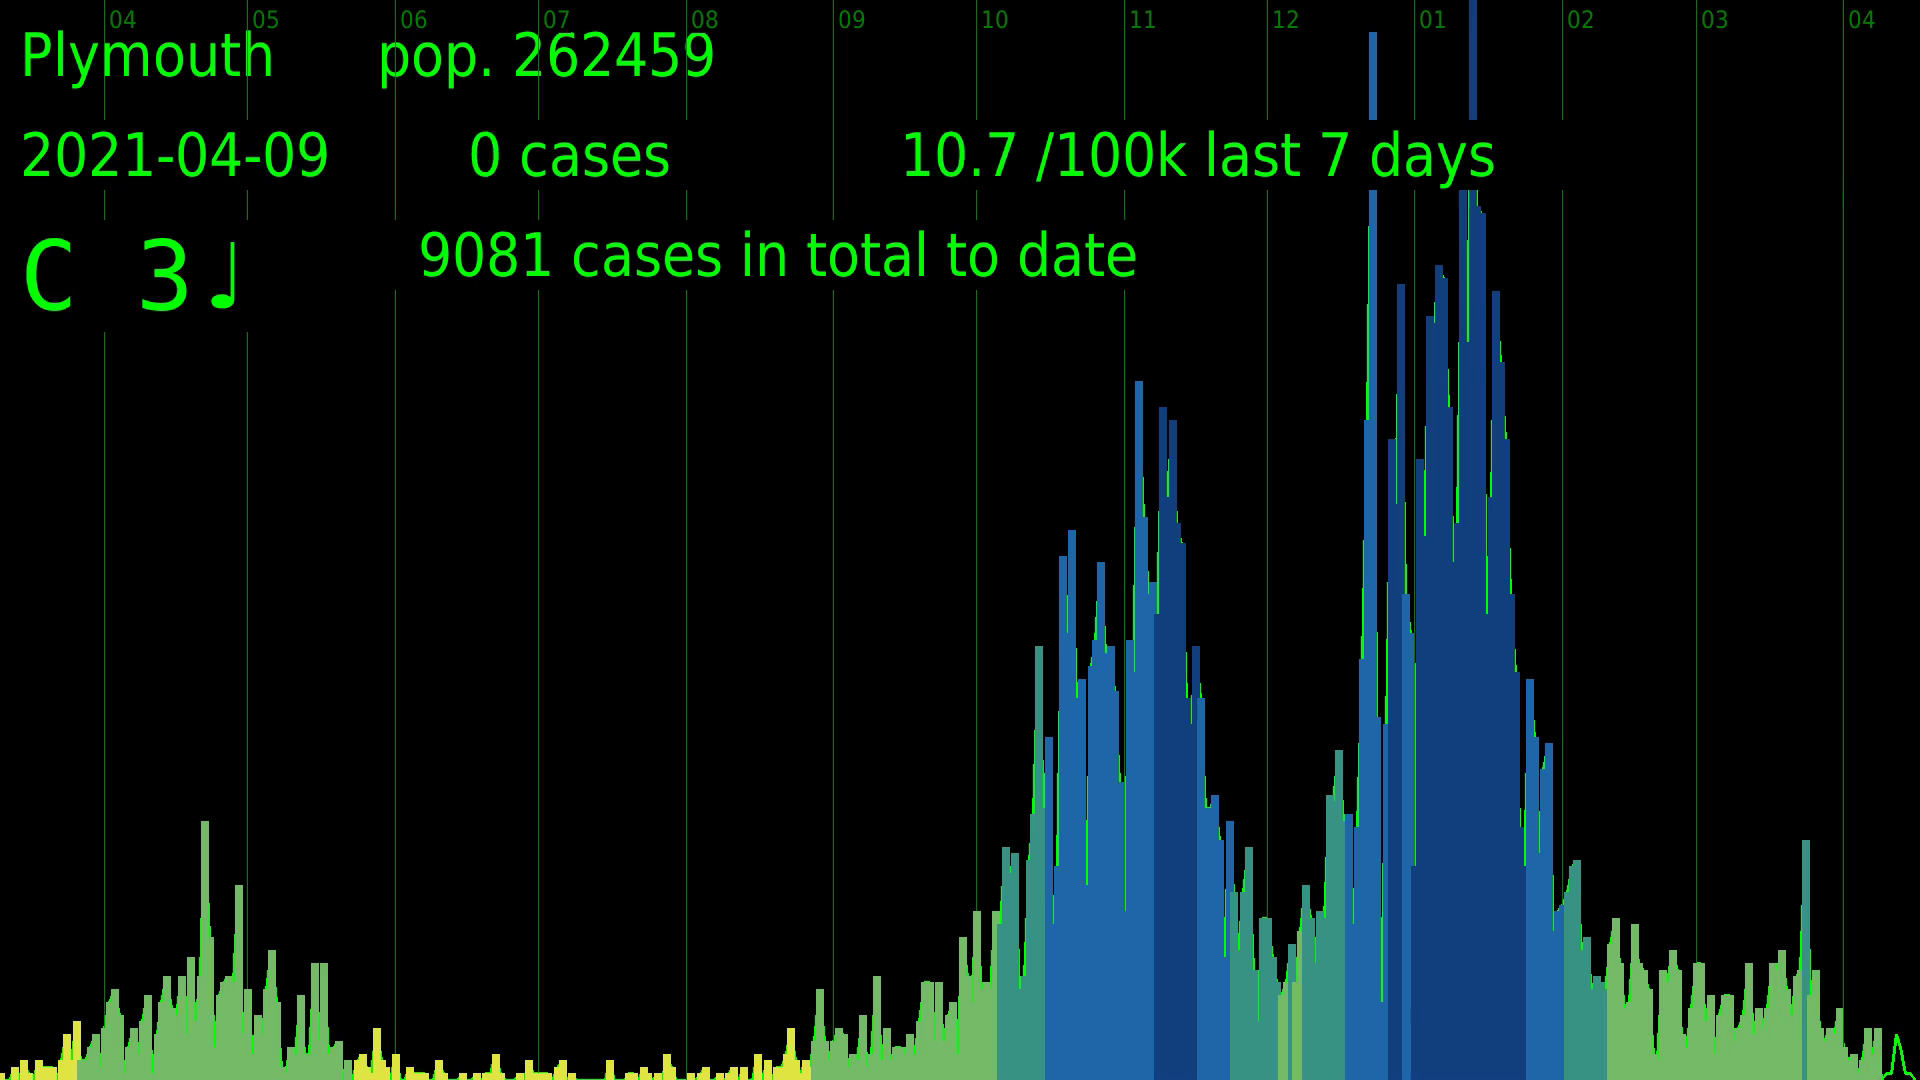 04 05 06 07 08 09 10 11 12 01 02 03 04
Plymouth pop. 262459
2021-04-09 0 cases 10.7 /100k last 7 days
C 3♩ 9081 cases in total to date